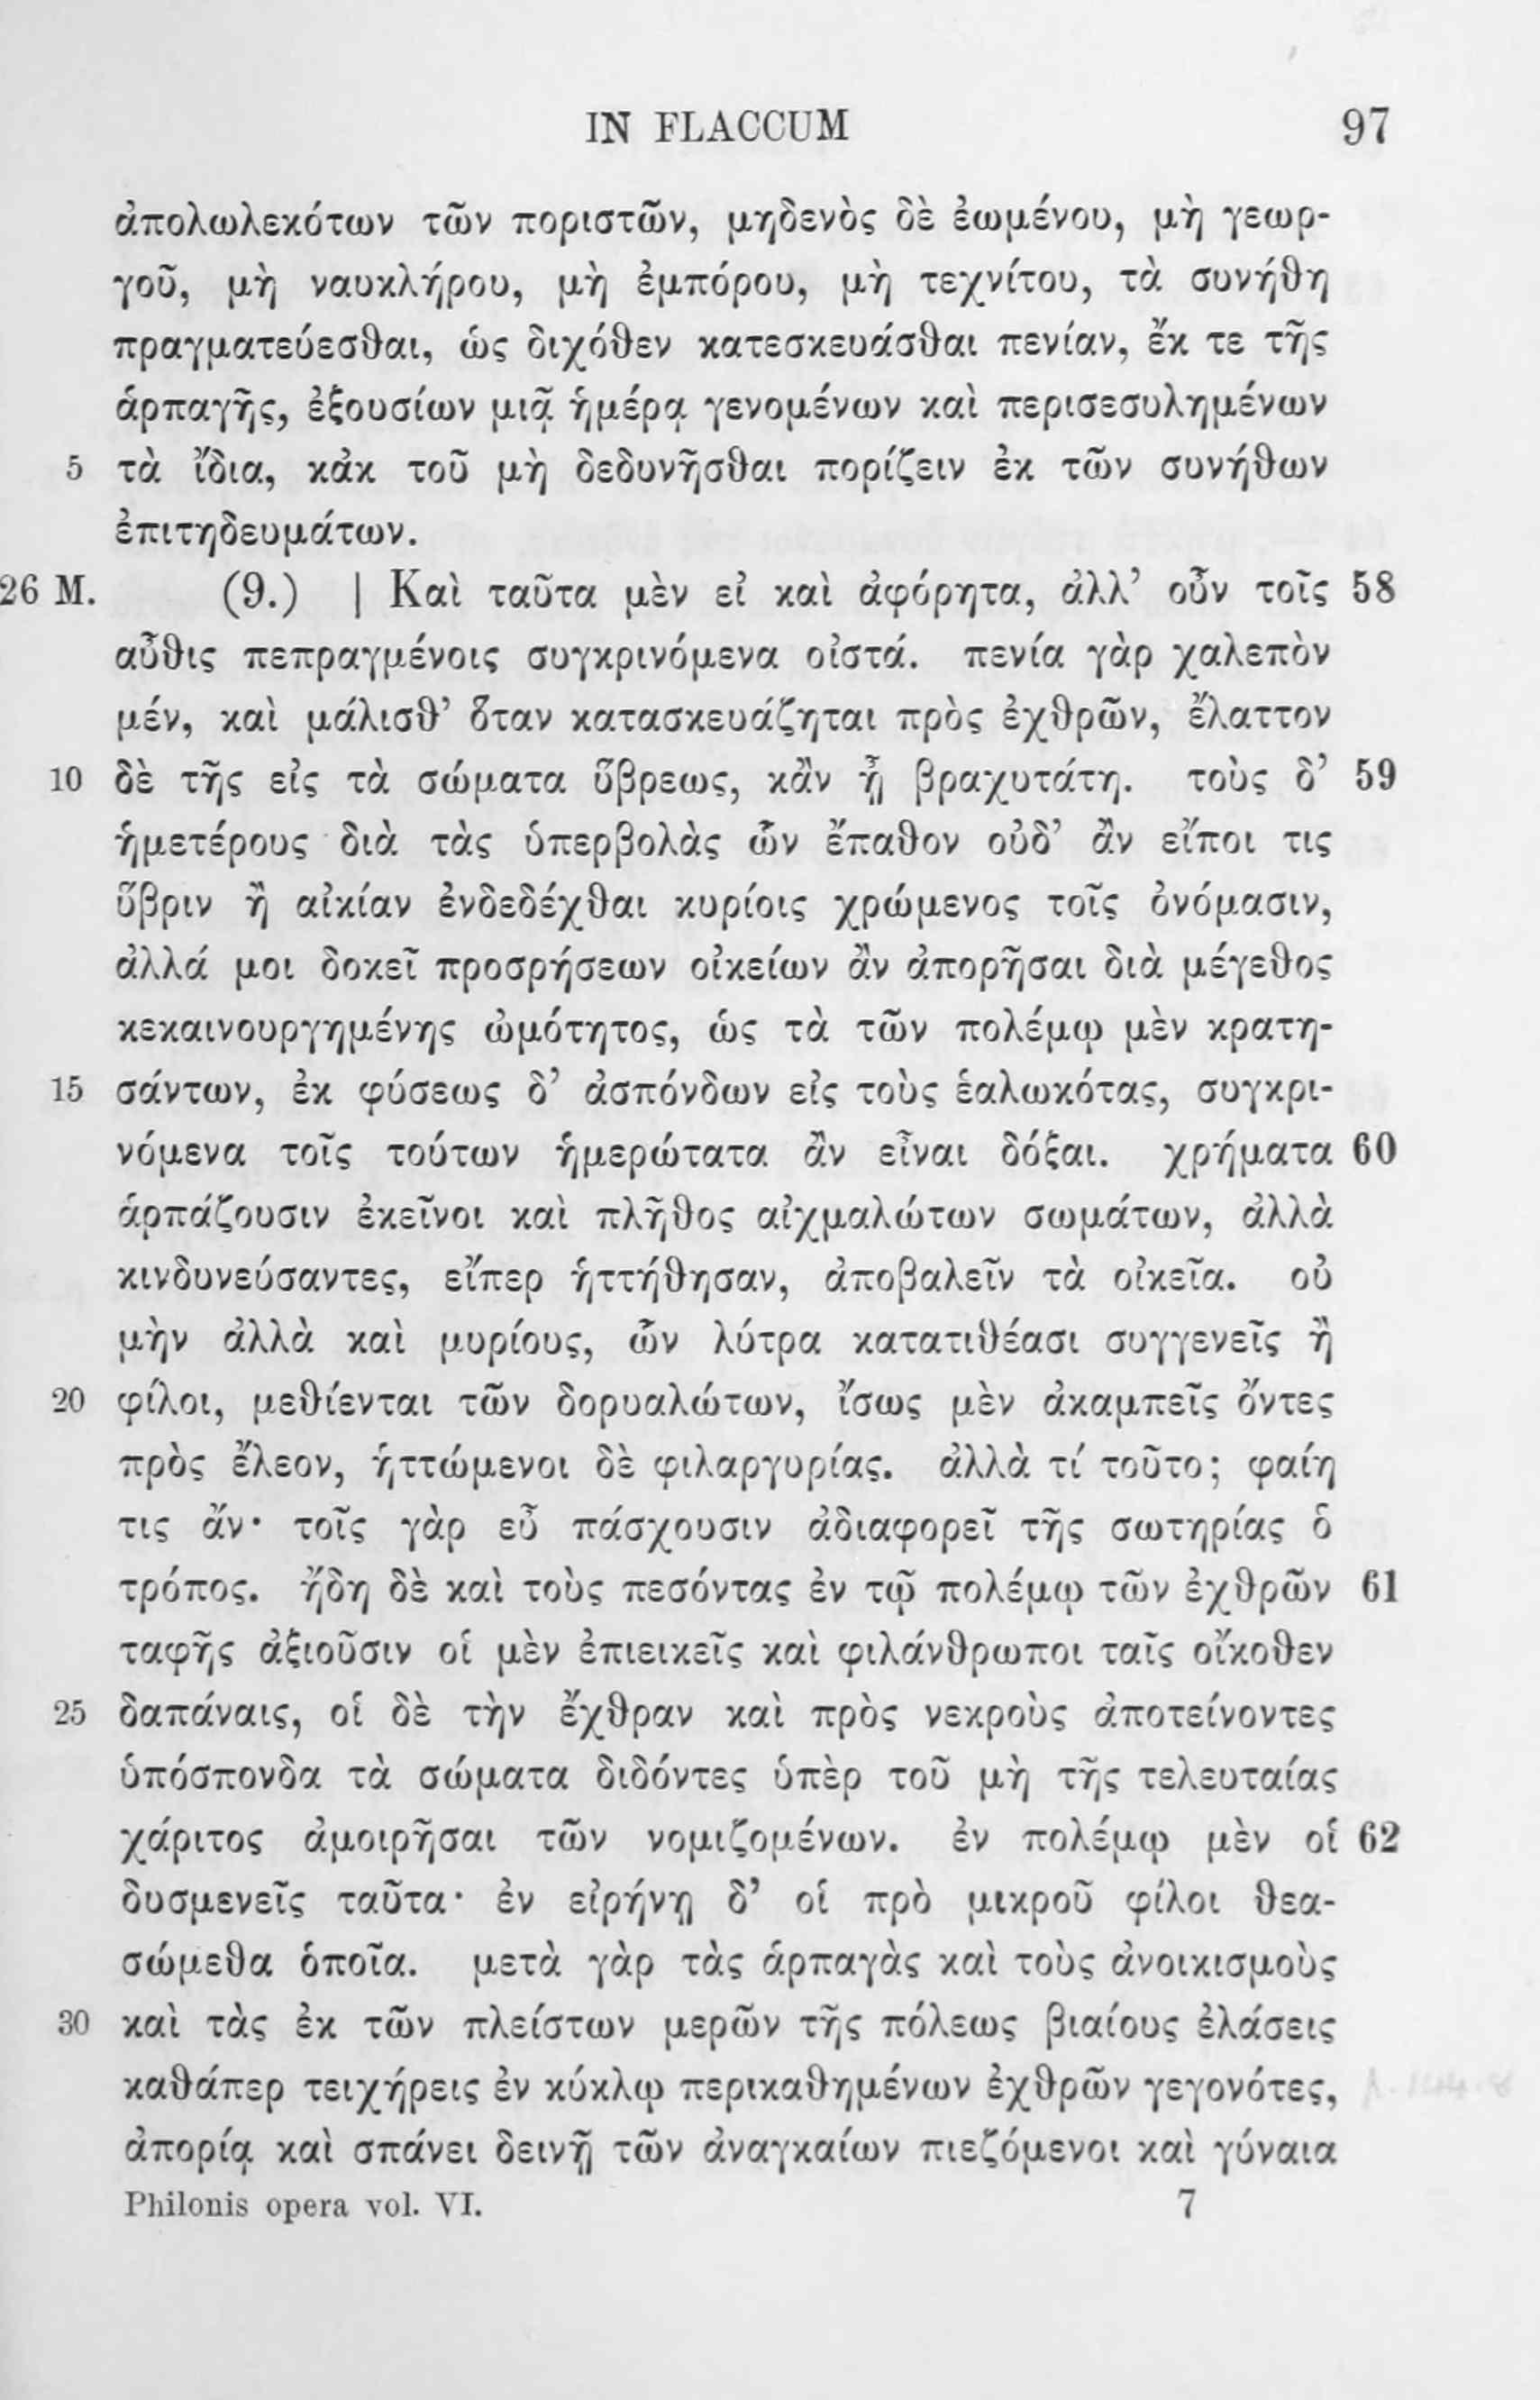 IN FLACCUM 97
ἀπολωλεκότων τῶν ποριστῶν, μηδενὸς δὲ ἐωμένου, μὴ γεωρ-
γοῦ, μὴ ναυκλήρου, μὴ ἐμπόρου, μὴ τεχνίτου, τὰ συνήθη
πραγματεύεσθαι, ὡς διχόθεν κατεσκευάσθαι πενίαν, ἔκ τε τῆς
ἁρπαγῆς, ἐξουσίων μιᾷ ἡμέρᾳ γενομένων καὶ περισεσυλημένων
5 τὰ ἴδια, κἀκ τοῦ μὴ δεδυνῆσθαι πορίζειν ἐκ τῶν συνήθων
ἐπιτηδευμάτων.
26 M. (9.) | Καὶ ταῦτα μὲν εἰ καὶ ἀφόρητα, ἀλλ’ οὖν τοῖς 58
αὖθις πεπραγμένοις συγκρινόμενα οἰστά. πενία γὰρ χαλεπὸν
μέν, καὶ μάλισθ’ ὅταν κατασκευάζηται πρὸς ἐχθρῶν, ἔλαττον
10 δὲ τῆς εἰς τὰ σώματα ὕβρεως, κἂν ᾖ βραχυτάτη. τοὺς δ’ 59
ἡμετέρους διὰ τὰς ὑπερβολὰς ὧν ἔπαθον οὐδ’ ἂν εἴποι τις
ὕβριν ἢ αἰκίαν ἐνδεδέχθαι κυρίοις χρώμενος τοῖς ὀνόμασιν,
ἀλλά μοι δοκεῖ προσρήσεων οἰκείων ἂν ἀπορῆσαι διὰ μέγεθος
κεκαινουργημένης ὠμότητος, ὡς τὰ τῶν πολέμῳ μὲν κρατη-
15 σάντων, ἐκ φύσεως δ’ ἀσπόνδων εἰς τοὺς ἑαλωκότας, συγκρι-
νόμενα τοῖς τούτων ἡμερώτατα ἂν εἶναι δόξαι. χρήματα 60
ἁρπάζουσιν ἐκεῖνοι καὶ πλῆθος αἰχμαλώτων σωμάτων, ἀλλὰ
κινδυνεύσαντες, εἴπερ ἡττήθησαν, ἀποβαλεῖν τὰ οἰκεῖα. οὐ
μὴν ἀλλὰ καὶ μυρίους, ὧν λύτρα κατατιθέασι συγγενεῖς ἢ
20 φίλοι, μεθίενται τῶν δορυαλώτων, ἴσως μὲν ἀκαμπεῖς ὄντες
πρὸς ἔλεον, ἡττώμενοι δὲ φιλαργυρίας. ἀλλὰ τί τοῦτο; φαίη
τις ἄν· τοῖς γὰρ εὖ πάσχουσιν ἀδιαφορεῖ τῆς σωτηρίας ὁ
τρόπος. ἤδη δὲ καὶ τοὺς πεσόντας ἐν τῷ πολέμῳ τῶν ἐχθρῶν 61
ταφῆς ἀξιοῦσιν οἱ μὲν ἐπιεικεῖς καὶ φιλάνθρωποι ταῖς οἴκοθεν
25 δαπάναις, οἱ δὲ τὴν ἔχθραν καὶ πρὸς νεκροὺς ἀποτείνοντες
ὑπόσπονδα τὰ σώματα διδόντες ὑπὲρ τοῦ μὴ τῆς τελευταίας
χάριτος ἀμοιρῆσαι τῶν νομιζομένων. ἐν πολέμῳ μὲν οἱ 62
δυσμενεῖς ταῦτα· ἐν εἰρήνῃ δ’ οἱ πρὸ μικροῦ φίλοι θεα-
σώμεθα ὁποῖα. μετὰ γὰρ τὰς ἁρπαγὰς καὶ τοὺς ἀνοικισμοὺς
30 καὶ τὰς ἐκ τῶν πλείστων μερῶν τῆς πόλεως βιαίους ἐλάσεις
καθάπερ τειχήρεις ἐν κύκλῳ περικαθημένων ἐχθρῶν γεγονότες,
ἀπορίᾳ καὶ σπάνει δεινῇ τῶν ἀναγκαίων πιεζόμενοι καὶ γύναια
Philonis opera vol. VI. 7